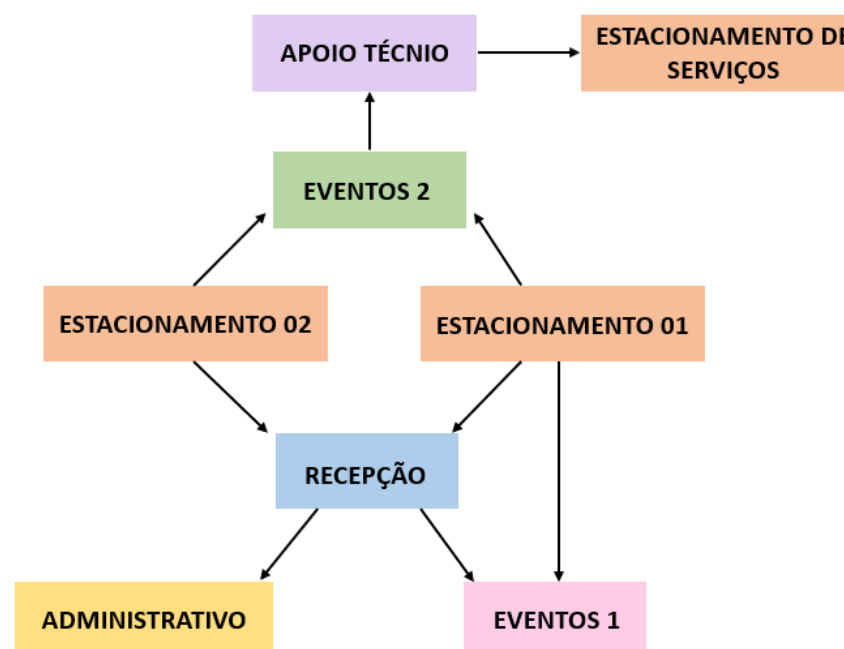 APOIO TÉCNIO
ESTACIONAMENTO DE
SERVIÇOS
EVENTOS 2
ESTACIONAMENTO 02
ESTACIONAMENTO 01
RECEPÇÃO
ADMINISTRATIVO
EVENTOS 1